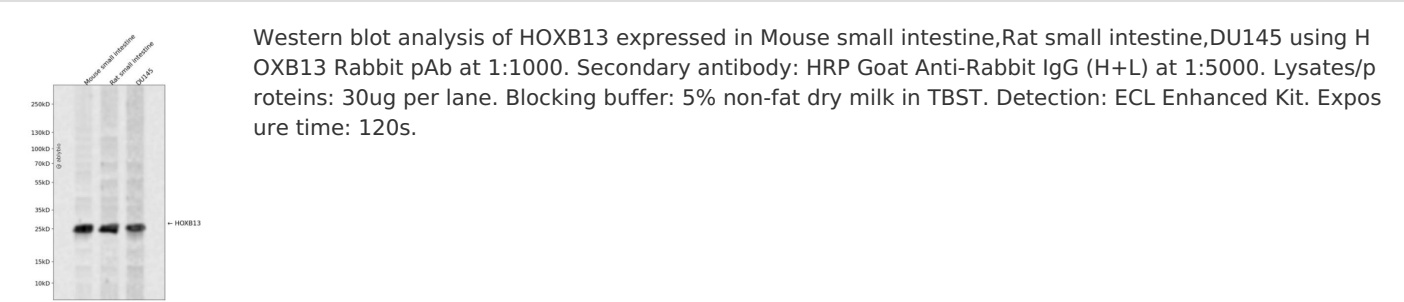 Western blot analysis of HOXB13 expressed in Mouse small intestine,Rat small intestine,DU145 using H
OXB13 Rabbit pAb at 1:1000. Secondary antibody: HRP Goat Anti-Rabbit IgG (H+L) at 1:5000. Lysates/p
roteins: 30ug per lane. Blocking buffer: 5% non-fat dry milk in TBST. Detection: ECL Enhanced Kit. Expos
ure time: 120s.
Mouse small intestine
Rat small intestine
DU145
250kD
130kD
100kD
70kD
55kD
35kD
25kD
15kD
10kD
← HOXB13